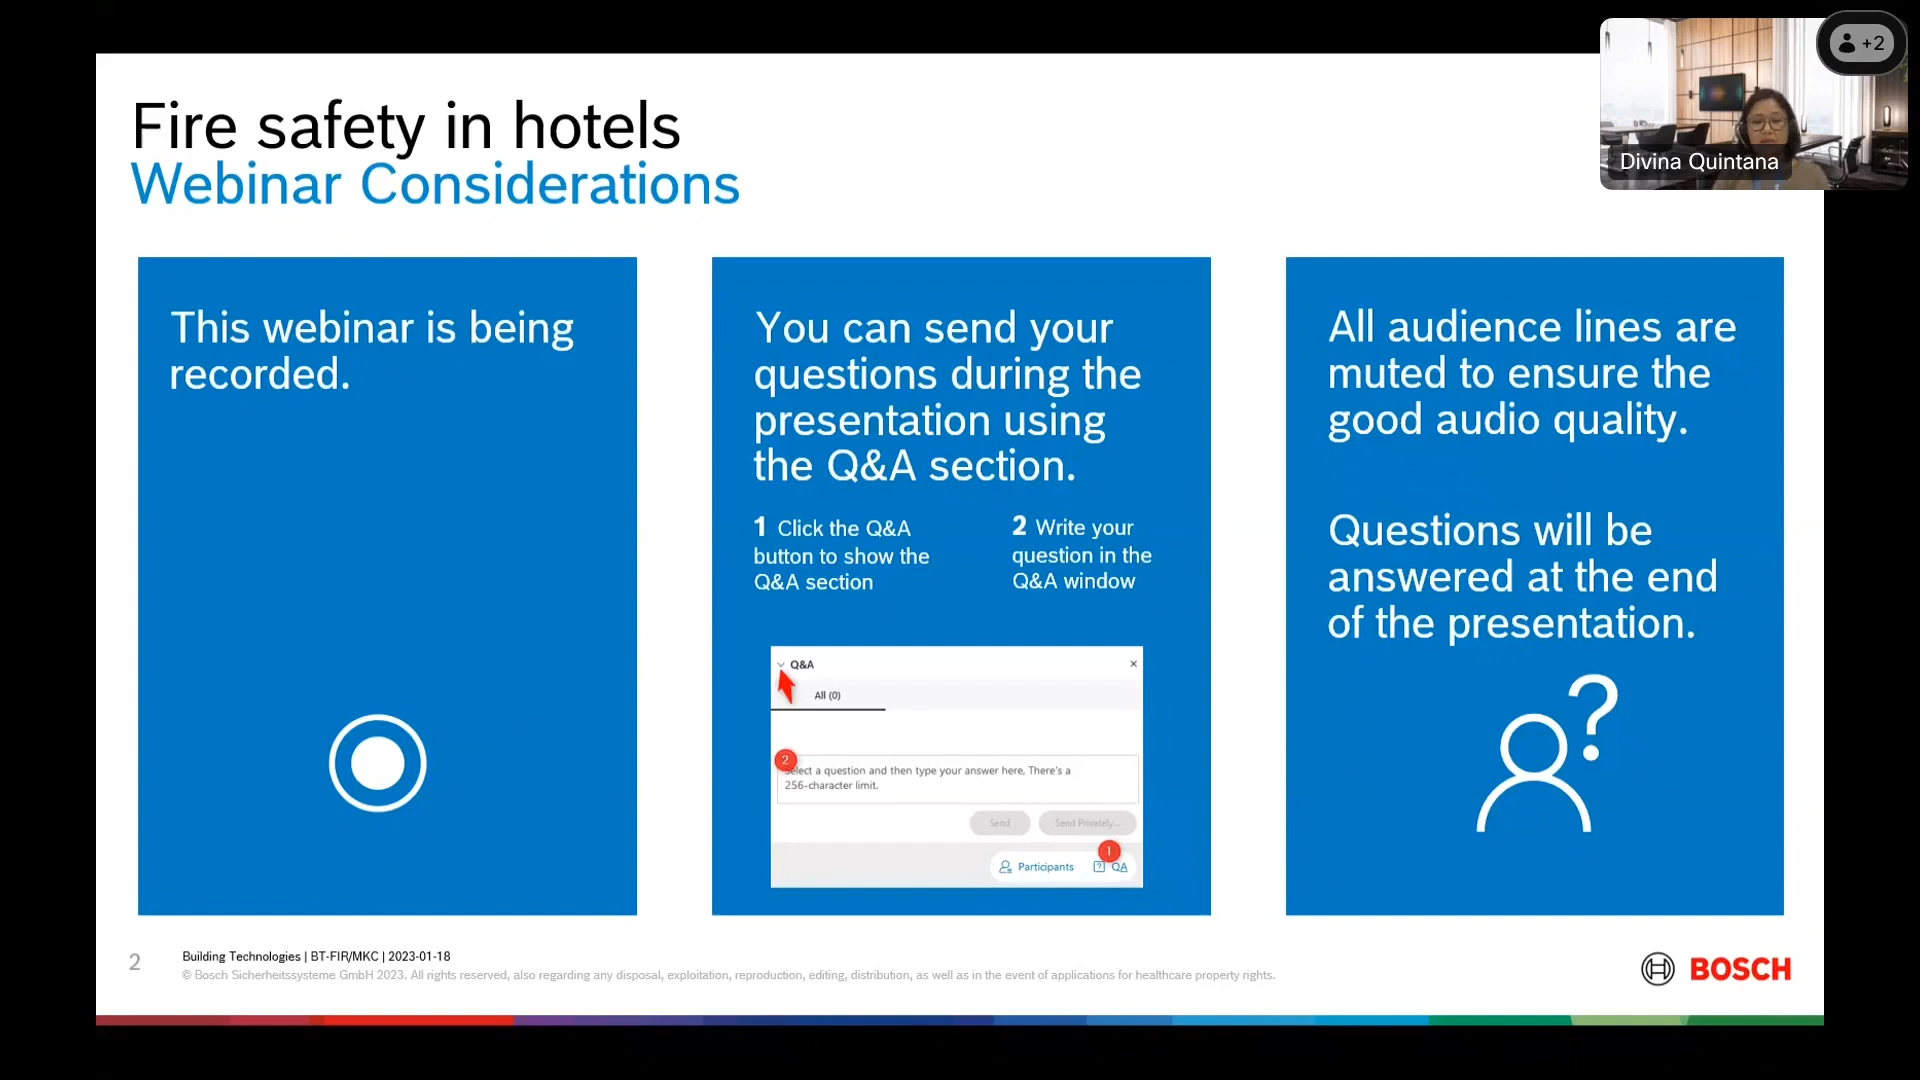 +2
Divina Quintana
Fire safety in hotels
Webinar Considerations
This webinar is being
recorded.
You can send your
questions during the
presentation using
the Q&A section.
1 Click the Q&A
button to show the
Q&A section
2 Write your
question in the
Q&A window
Q&A
All (0)
2
Select a question and then type your answer here, There's a
256-character limit.
Send
Send Privately...
1
Participants
? QA
All audience lines are
muted to ensure the
good audio quality.
Questions will be
answered at the end
of the presentation.
?
2
Building Technologies | BT-FIR/MKC | 2023-01-18
© Bosch Sicherheitssysteme GmbH 2023. All rights reserved, also regarding any disposal, exploitation, reproduction, editing, distribution, as well as in the event of applications for healthcare property rights.
BOSCH